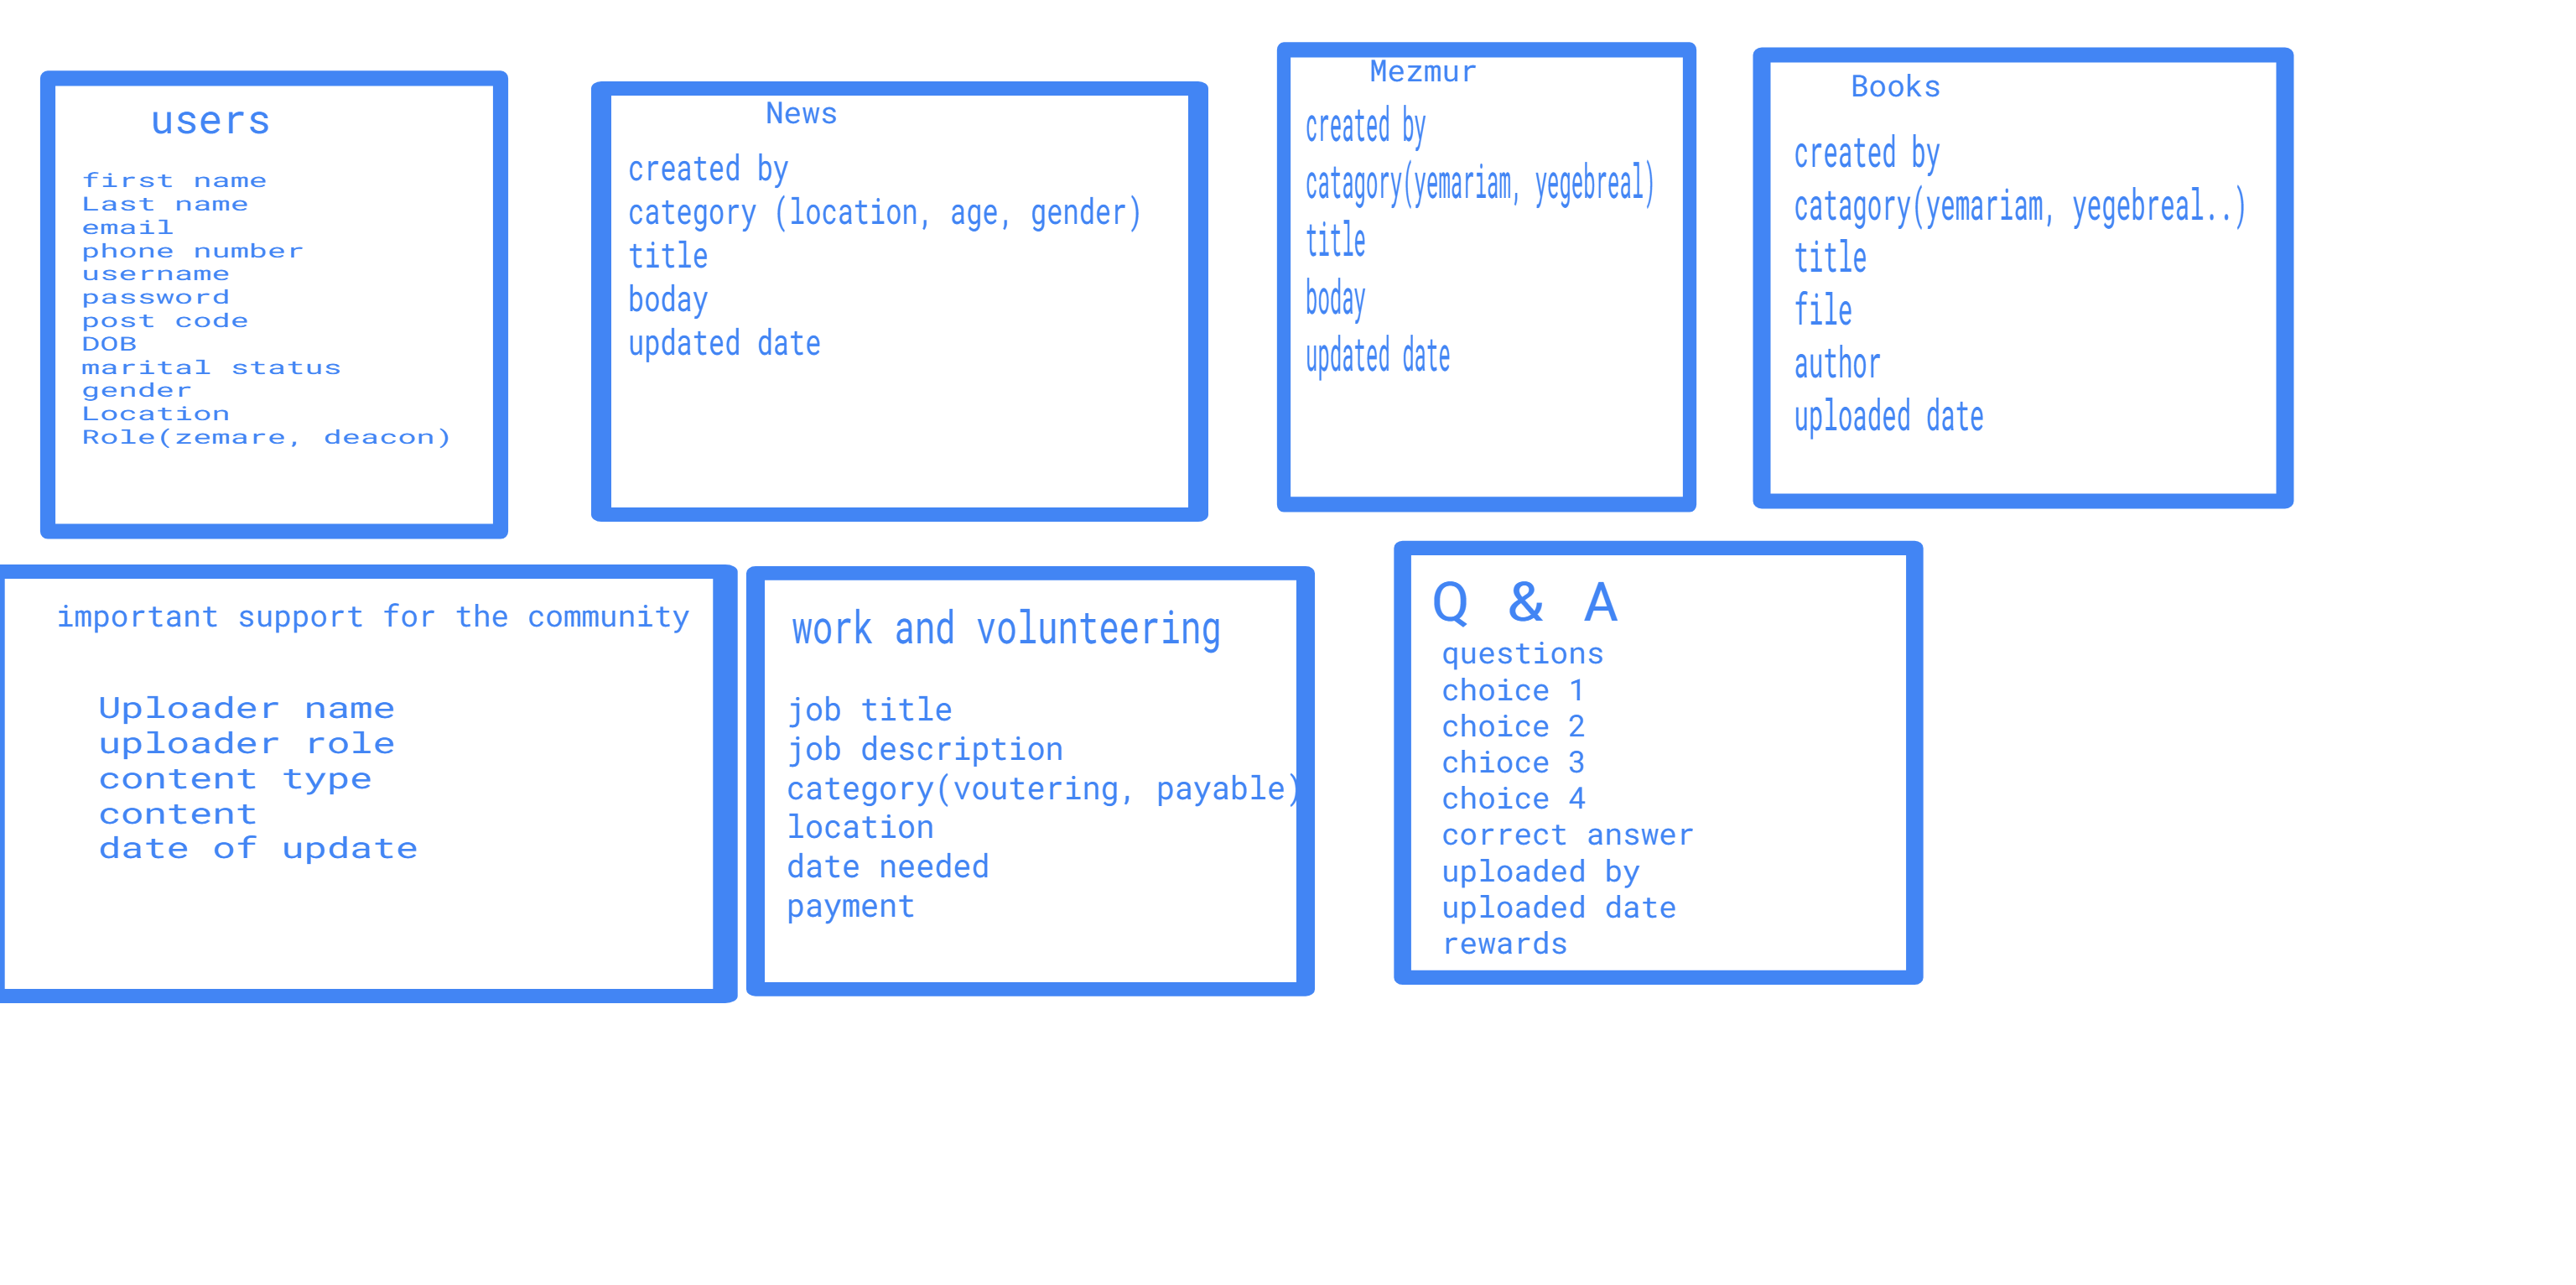 users
first name
Last name
email
phone number
username
password
post code
DOB
marital status
gender
Location
Role(zemare, deacon)
News
created by
category (location, age, gender)
title
boday
updated date
Mezmur
created by
catagory(yemariam, yegebreal)
title
boday
updated date
Books
created by
catagory(yemariam, yegebreal..)
title
file
author
uploaded date
important support for the community
Uploader name
uploader role
content type
content
date of update
work and volunteering
job title
job description
category(voutering, payable)
location
date needed
payment
Q & A
questions
choice 1
choice 2
chioce 3
choice 4
correct answer
uploaded by
uploaded date
rewards